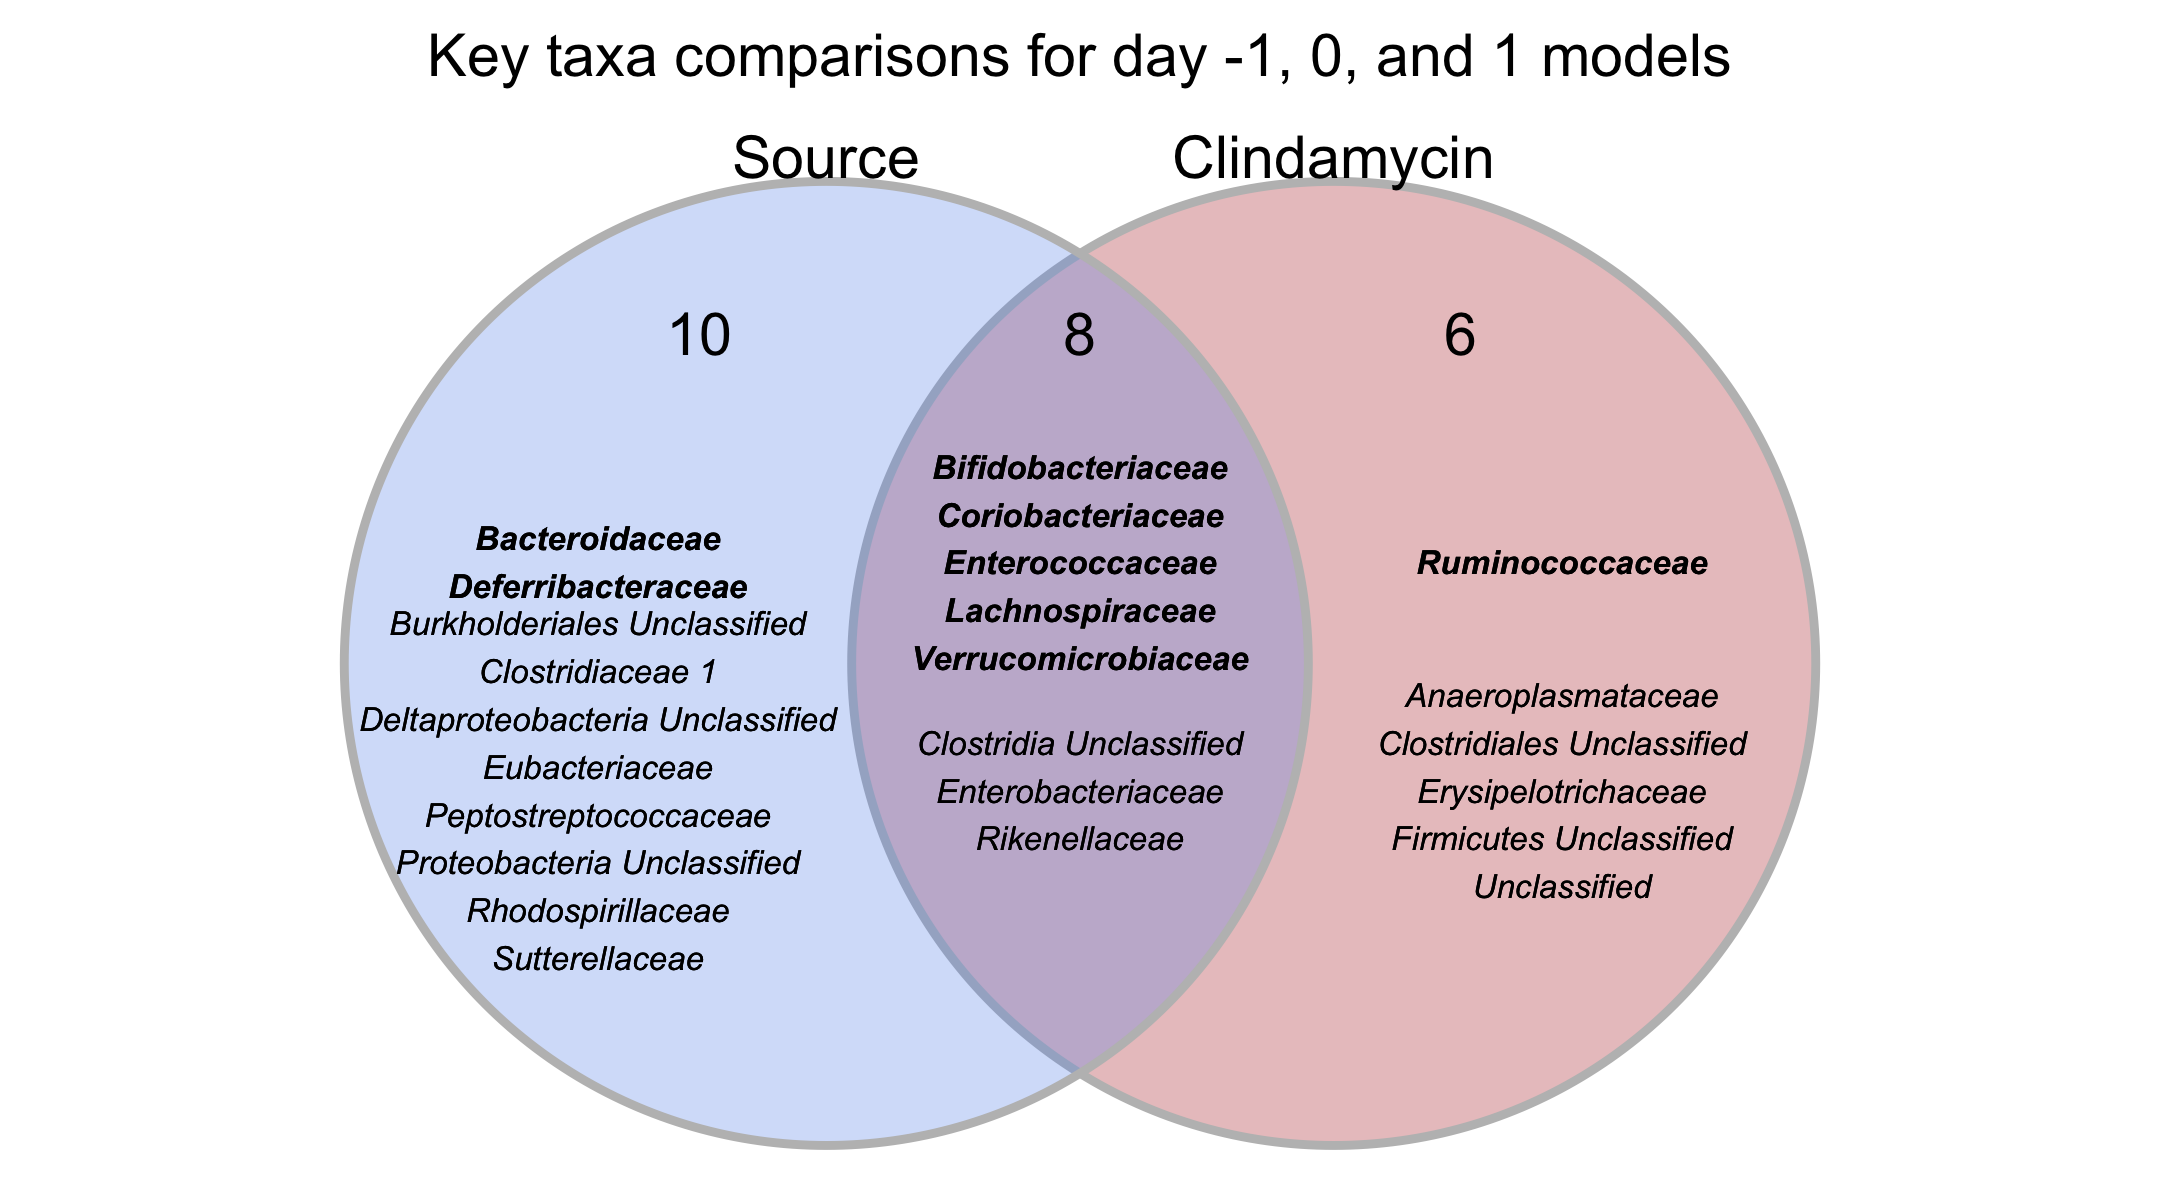 Key taxa comparisons for day -1, 0, and 1 models
Source
Clindamycin
10
8
6
Bacteroidaceae
Deferribacteraceae
Burkholderiales Unclassified
Clostridiaceae 1
Deltaproteobacteria Unclassified
Eubacteriaceae
Peptostreptococcaceae
Proteobacteria Unclassified
Rhodospirillaceae
Sutterellaceae
Bifidobacteriaceae
Coriobacteriaceae
Enterococcaceae
Lachnospiraceae
Verrucomicrobiaceae
Clostridia Unclassified
Enterobacteriaceae
Rikenellaceae
Ruminococcaceae
Anaeroplasmataceae
Clostridiales Unclassified
Erysipelotrichaceae
Firmicutes Unclassified
Unclassified